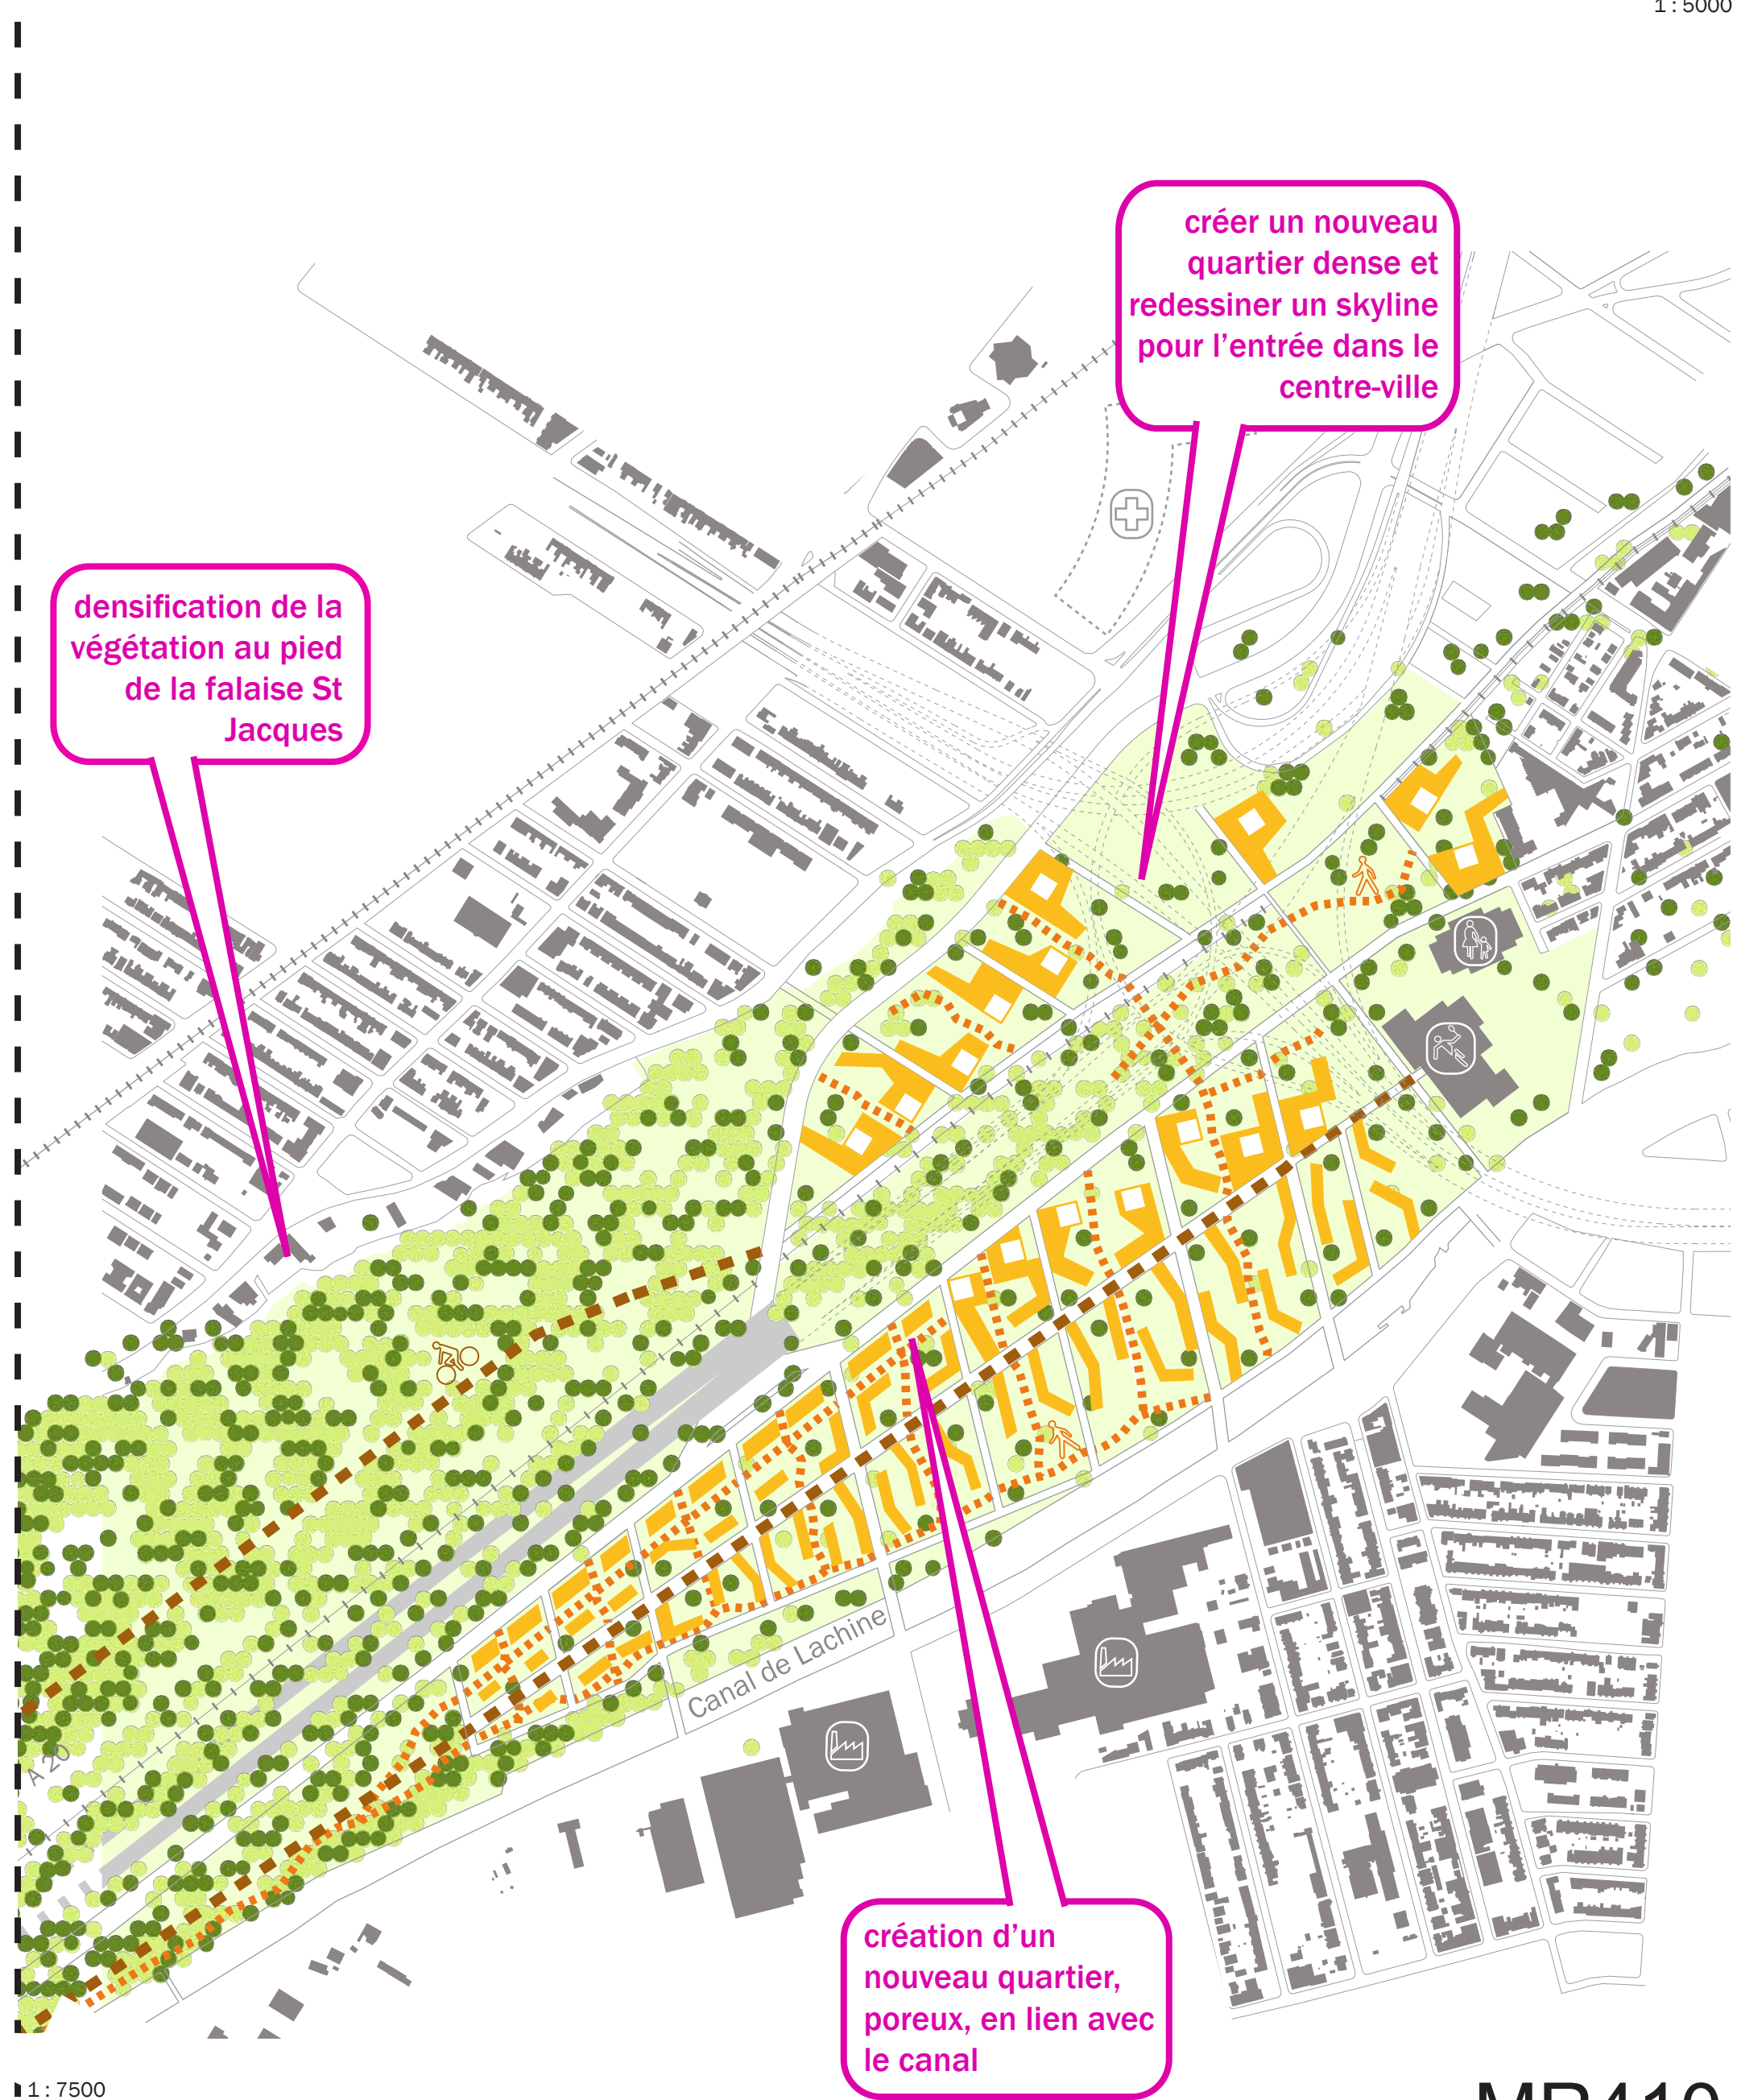 1 : 5000
créer un nouveau
quartier dense et
redessiner un skyline
pour l'entrée dans le
centre-ville
densification de la
végétation au pied
de la falaise St
Jacques
Canal de Lachine
A 20
création d'un
nouveau quartier,
poreux, en lien avec
le canal
1 : 7500